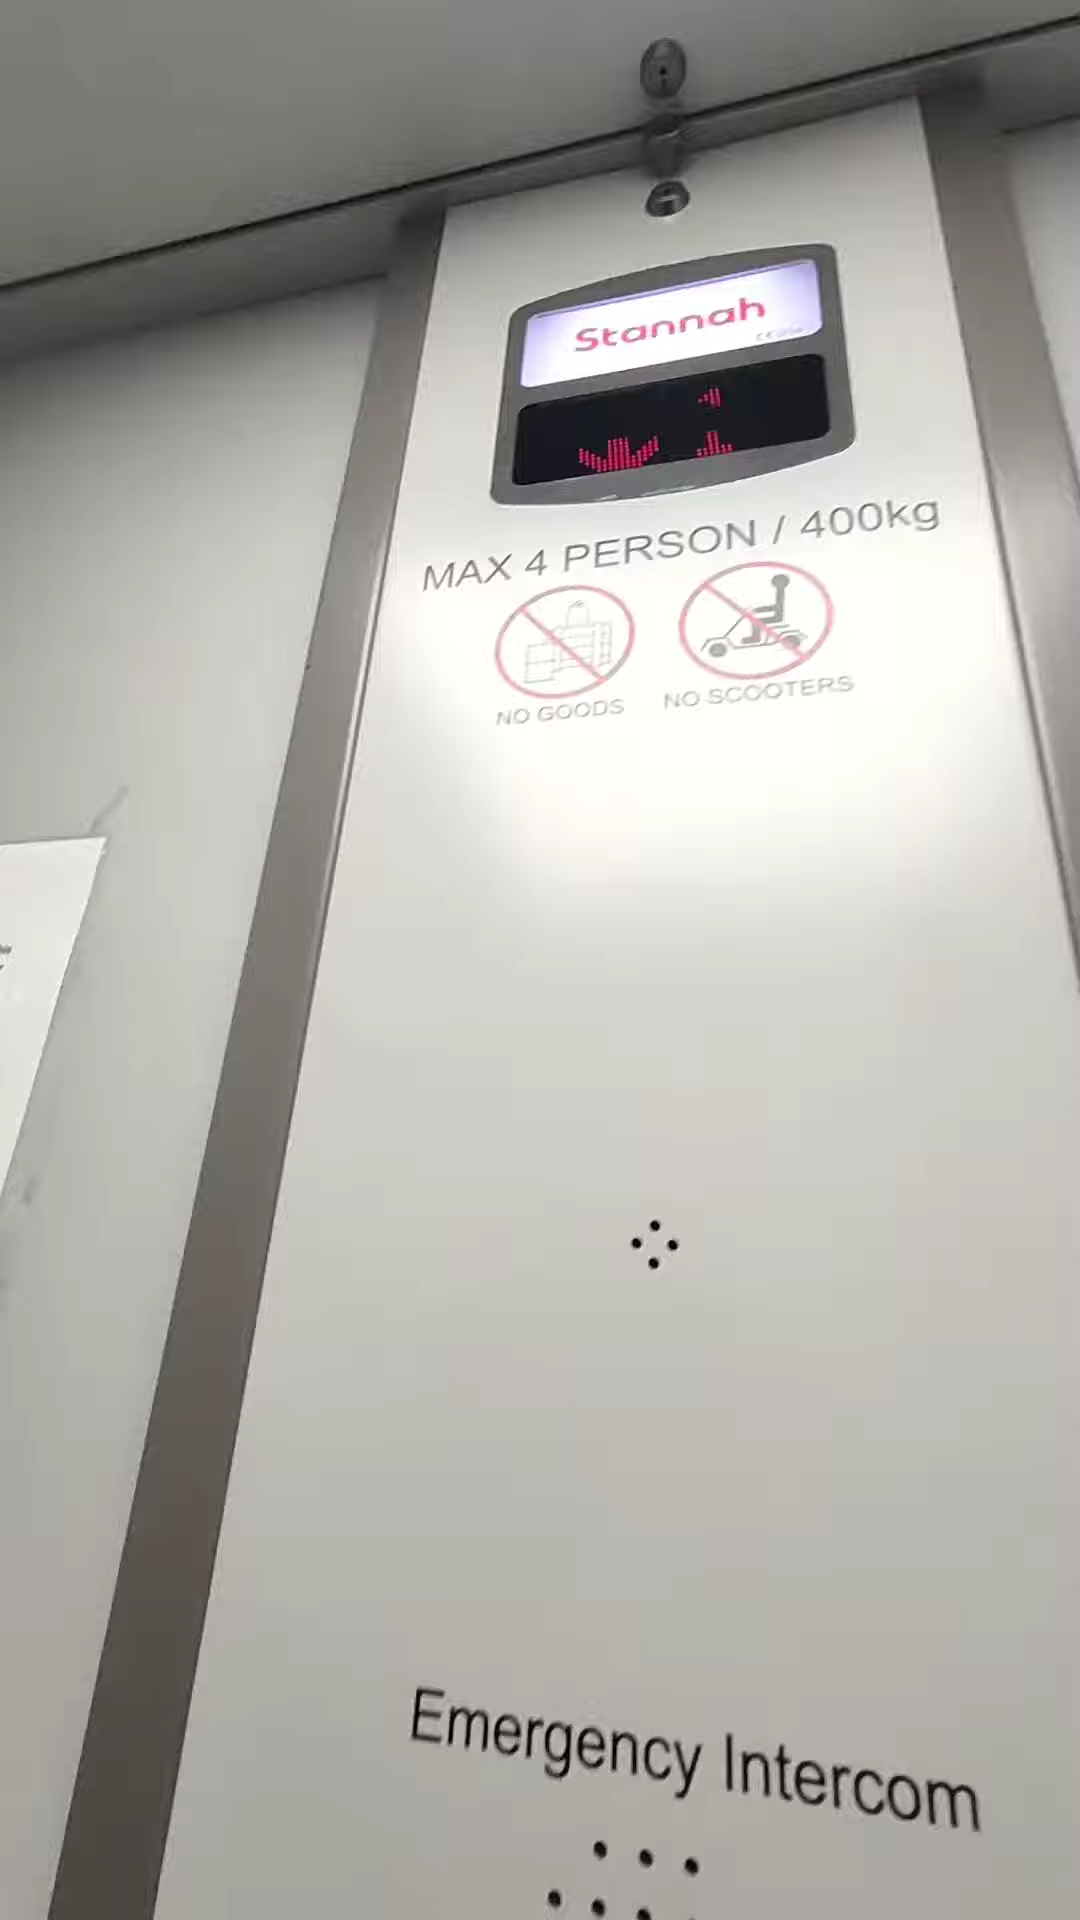 Stannah
MAX 4 PERSON / 400kg
NO GOODS
NO SCOOTERS
Emergency Intercom